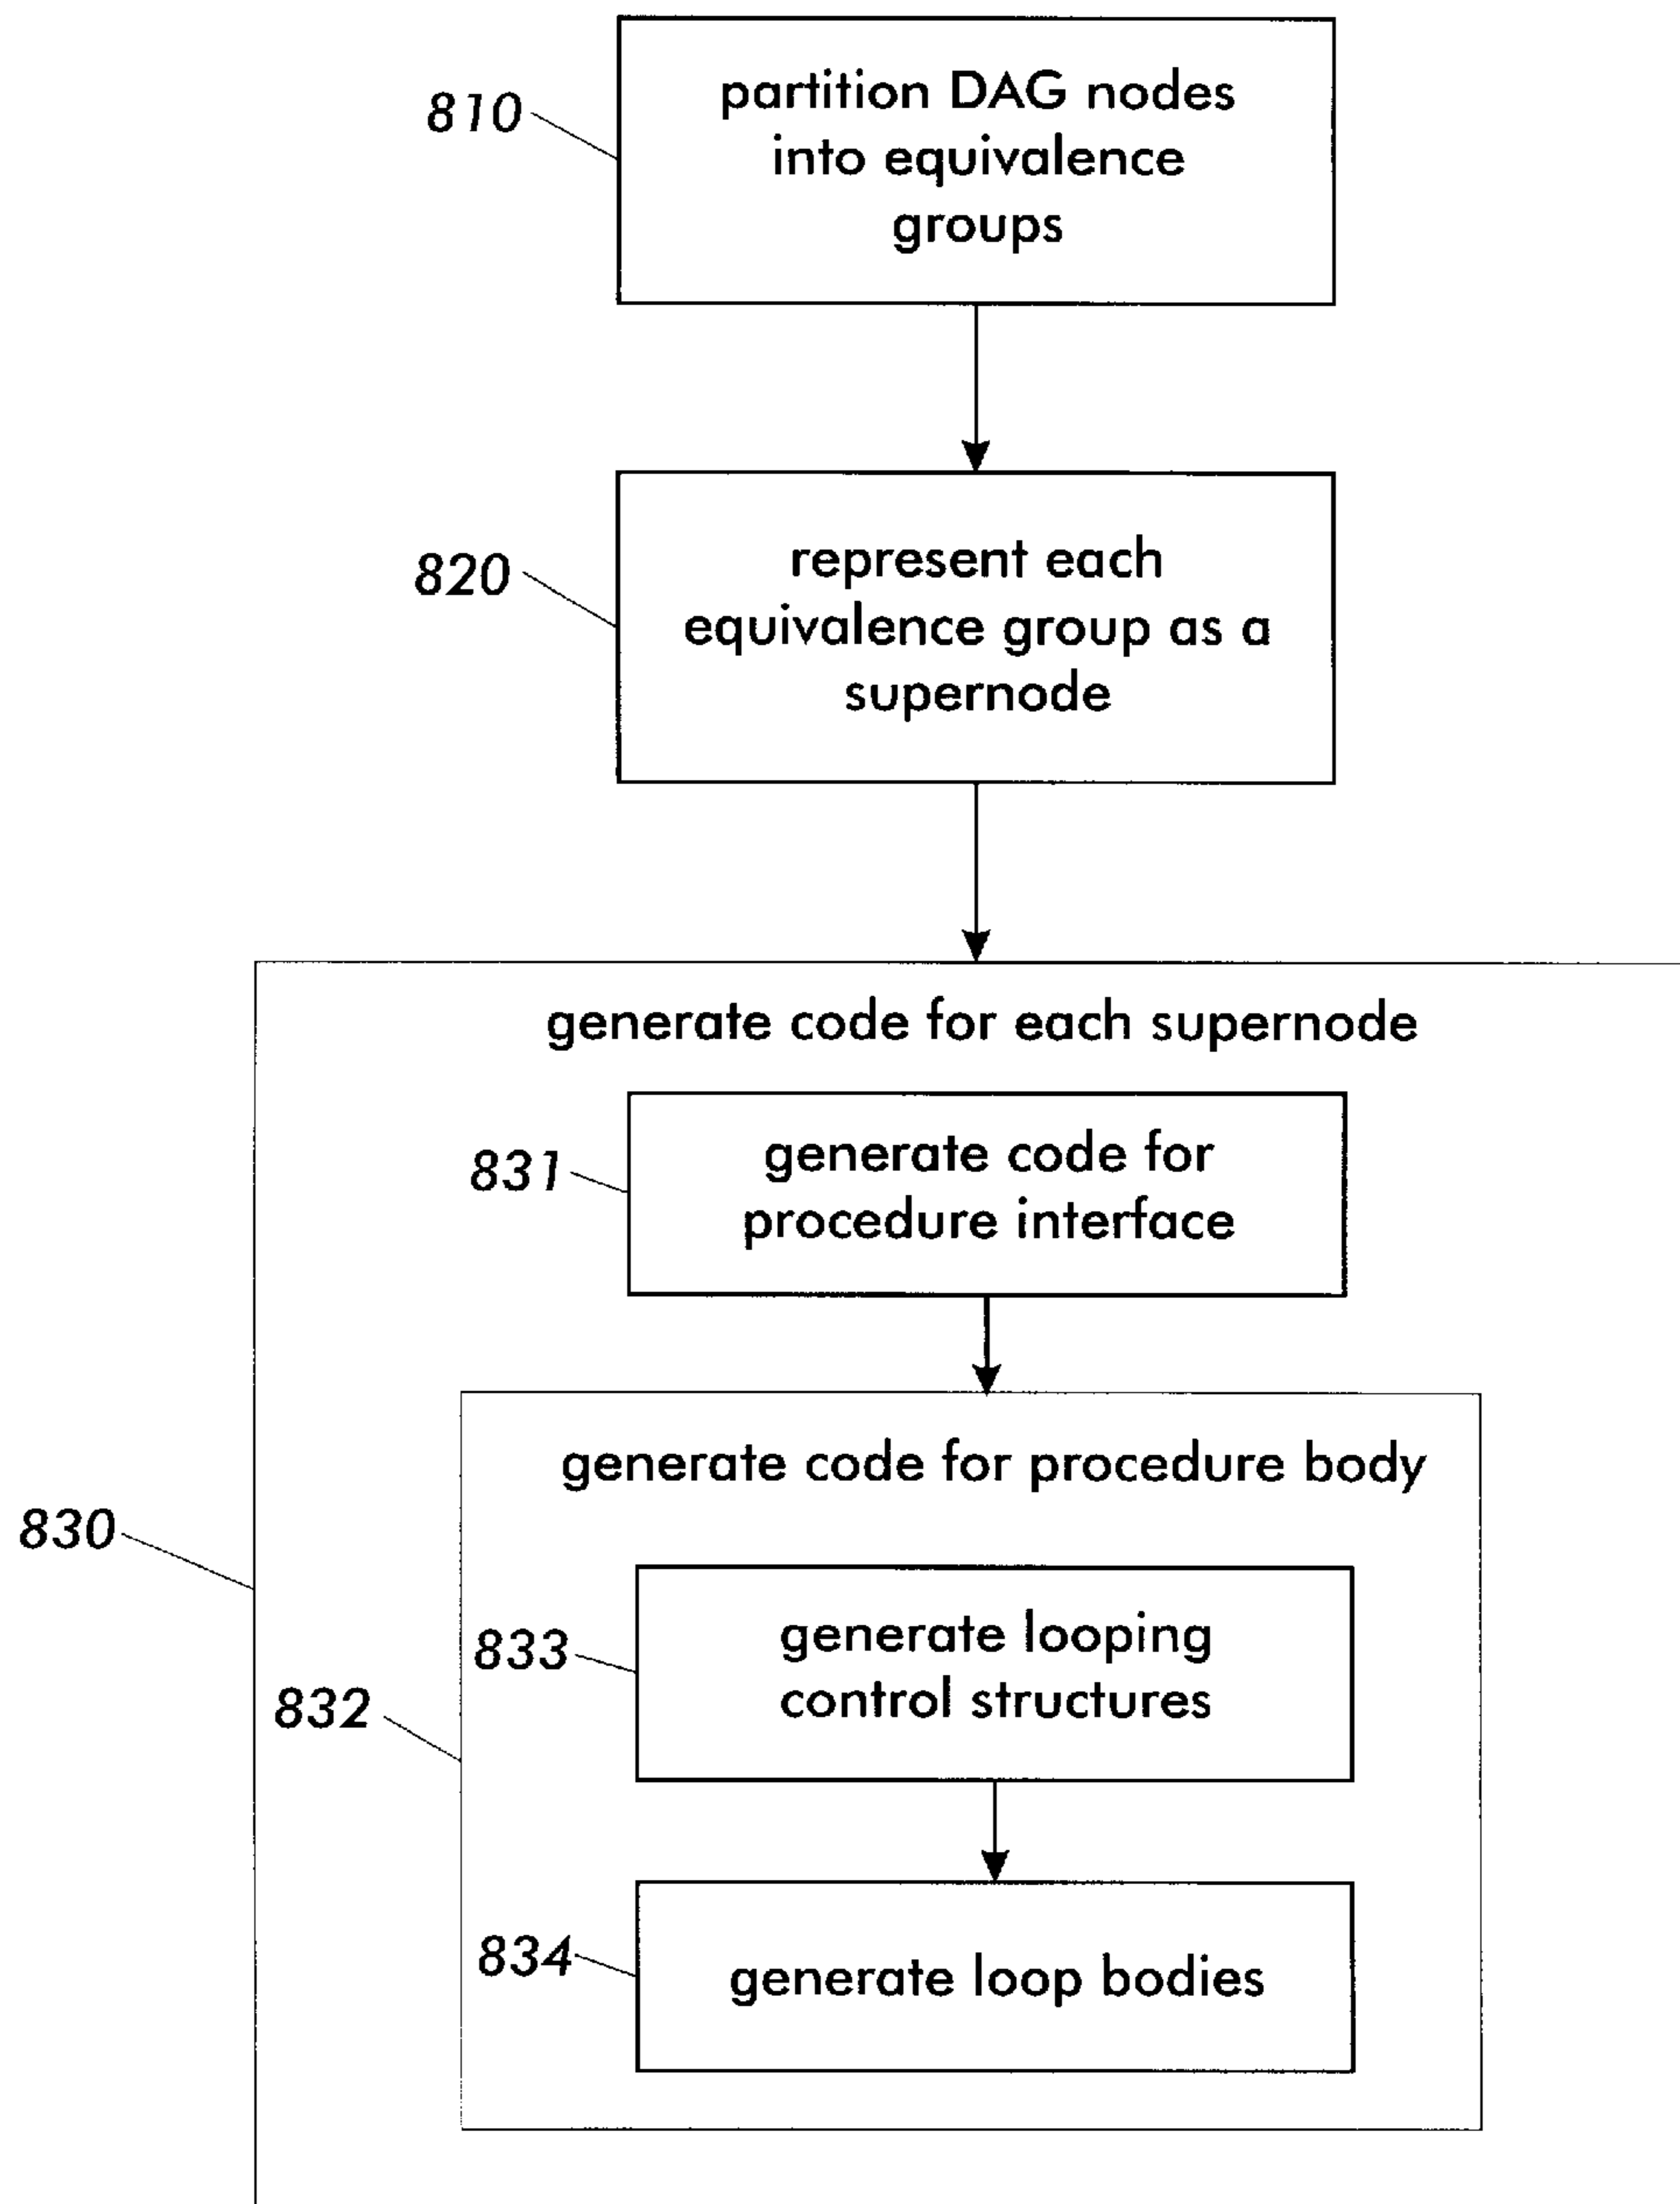 810
partition DAG nodes
into equivalence
groups
820
represent each
equivalence group as a
supernode
generate code for each supernode
831
generate code for
procedure interface
generate code for procedure body
830
833
generate looping
control structures
832
834
generate loop bodies